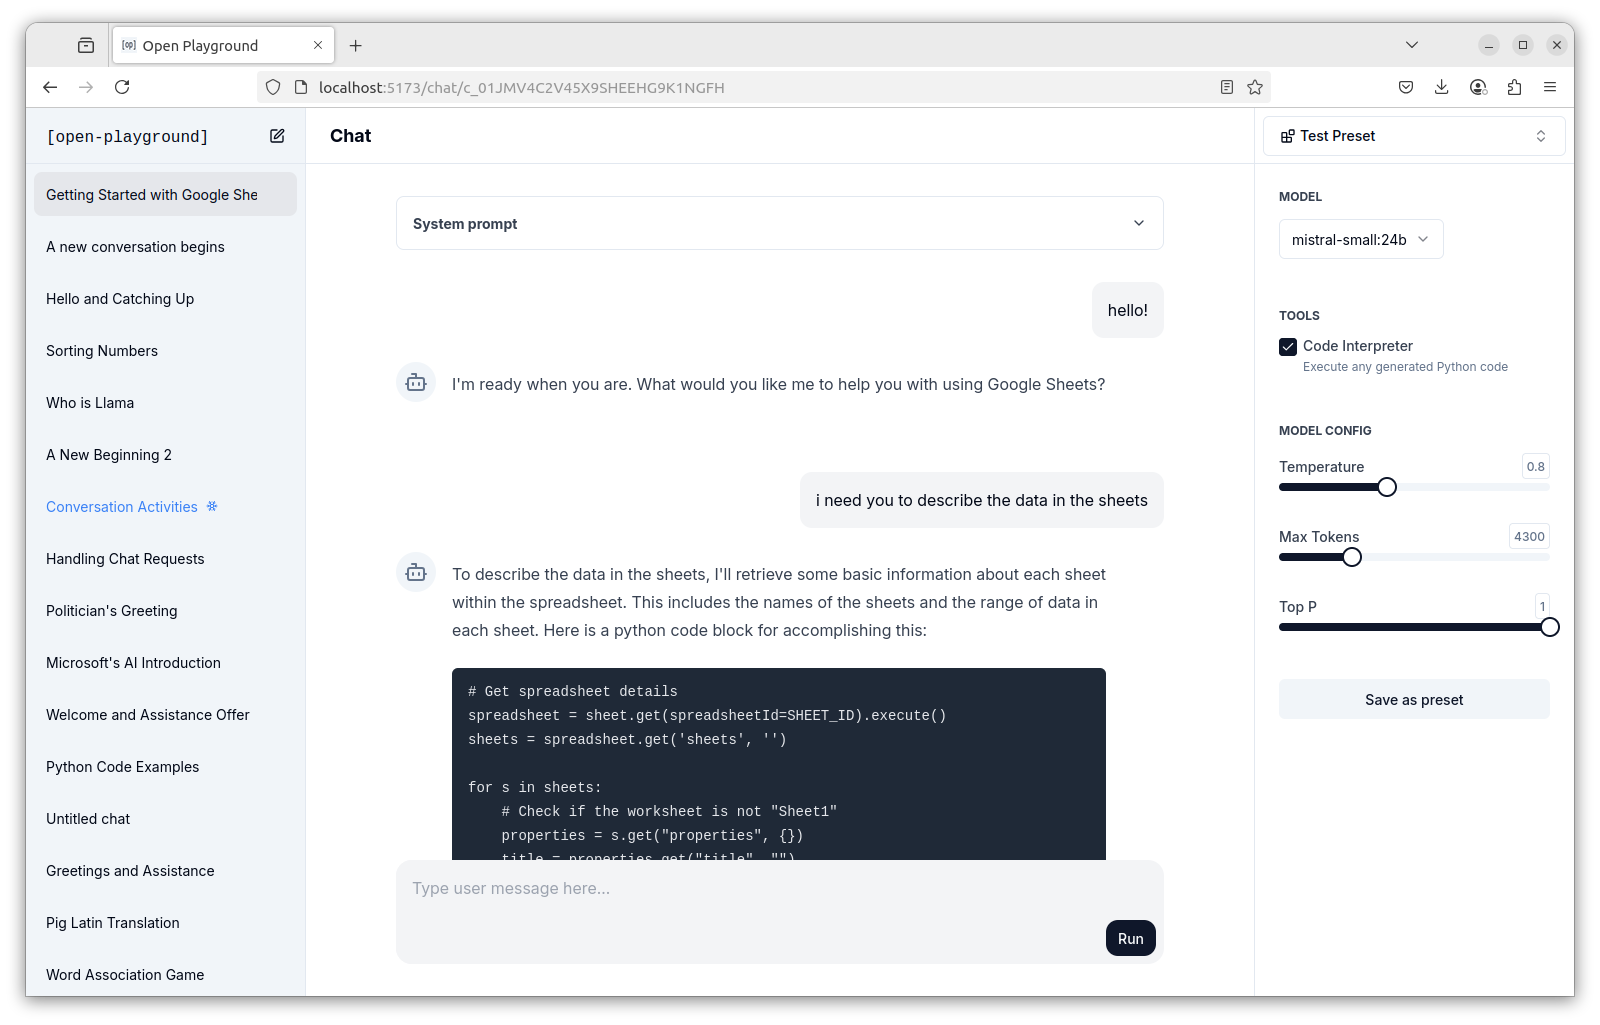 [op] Open Playground
localhost:5173/chat/c_01JMV4C2V45X9SHEEHG9K1NGFH
[open-playground]
Getting Started with Google She
A new conversation begins
Hello and Catching Up
Sorting Numbers
Who is Llama
A New Beginning 2
Conversation Activities
Handling Chat Requests
Politician's Greeting
Microsoft's AI Introduction
Welcome and Assistance Offer
Python Code Examples
Untitled chat
Greetings and Assistance
Pig Latin Translation
Word Association Game
Chat
System prompt
hello!
I'm ready when you are. What would you like me to help you with using Google Sheets?
i need you to describe the data in the sheets
To describe the data in the sheets, I'll retrieve some basic information about each sheet
within the spreadsheet. This includes the names of the sheets and the range of data in
each sheet. Here is a python code block for accomplishing this:
# Get spreadsheet details
spreadsheet = sheet.get(spreadsheetId=SHEET_ID).execute()
sheets = spreadsheet.get('sheets', '')
for s in sheets:
    # Check if the worksheet is not "Sheet1"
    properties = s.get("properties", {})
    title = properties.get("title", "")
Type user message here...
Run
Test Preset
MODEL
mistral-small:24b
TOOLS
Code Interpreter
Execute any generated Python code
MODEL CONFIG
Temperature 0.8
Max Tokens 4300
Top P 1
Save as preset